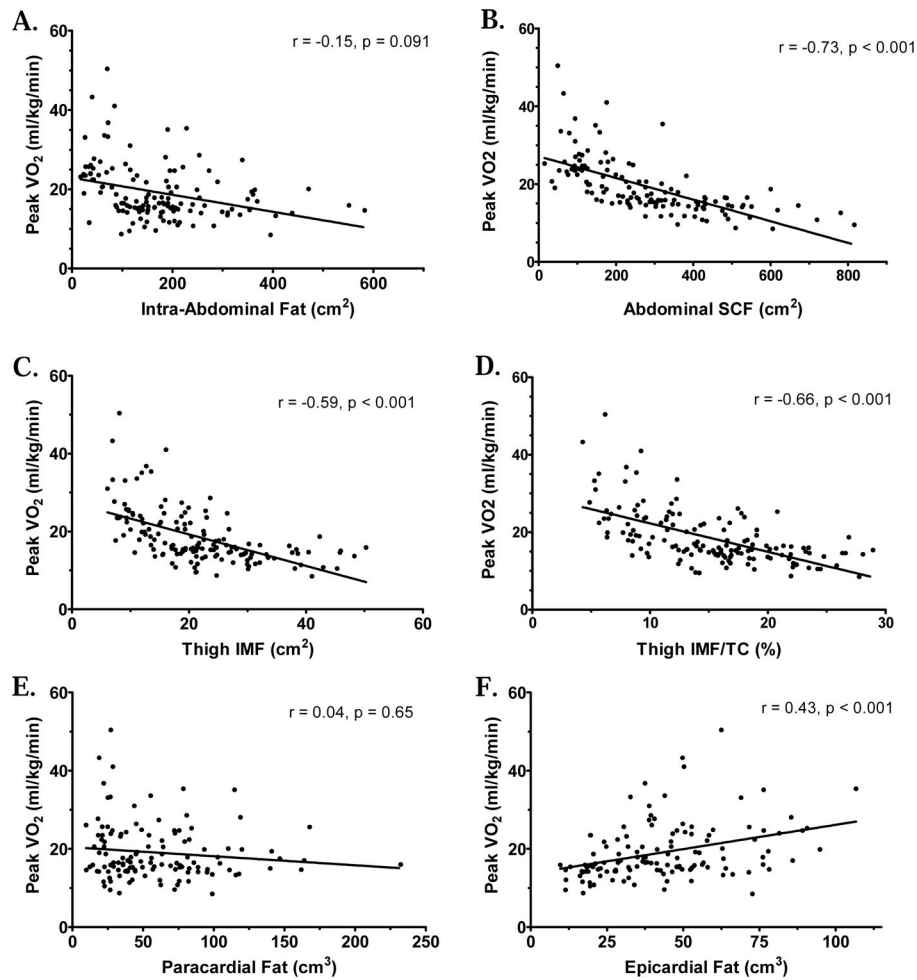 A.
r = -0.15, p = 0.091
Peak VO₂ (ml/kg/min)
60
40
20
0
0 200 400 600
Intra-Abdominal Fat (cm²)
B.
r = -0.73, p < 0.001
Peak VO2 (ml/kg/min)
60
40
20
0
0 200 400 600 800
Abdominal SCF (cm²)
C.
r = -0.59, p < 0.001
Peak VO₂ (ml/kg/min)
60
40
20
0
0 20 40 60
Thigh IMF (cm²)
D.
r = -0.66, p < 0.001
Peak VO2 (ml/kg/min)
60
40
20
0
0 10 20 30
Thigh IMF/TC (%)
E.
r = 0.04, p = 0.65
Peak VO₂ (ml/kg/min)
60
40
20
0
0 50 100 150 200 250
Paracardial Fat (cm³)
F.
r = 0.43, p < 0.001
Peak VO₂ (ml/kg/min)
60
40
20
0
0 25 50 75 100
Epicardial Fat (cm³)